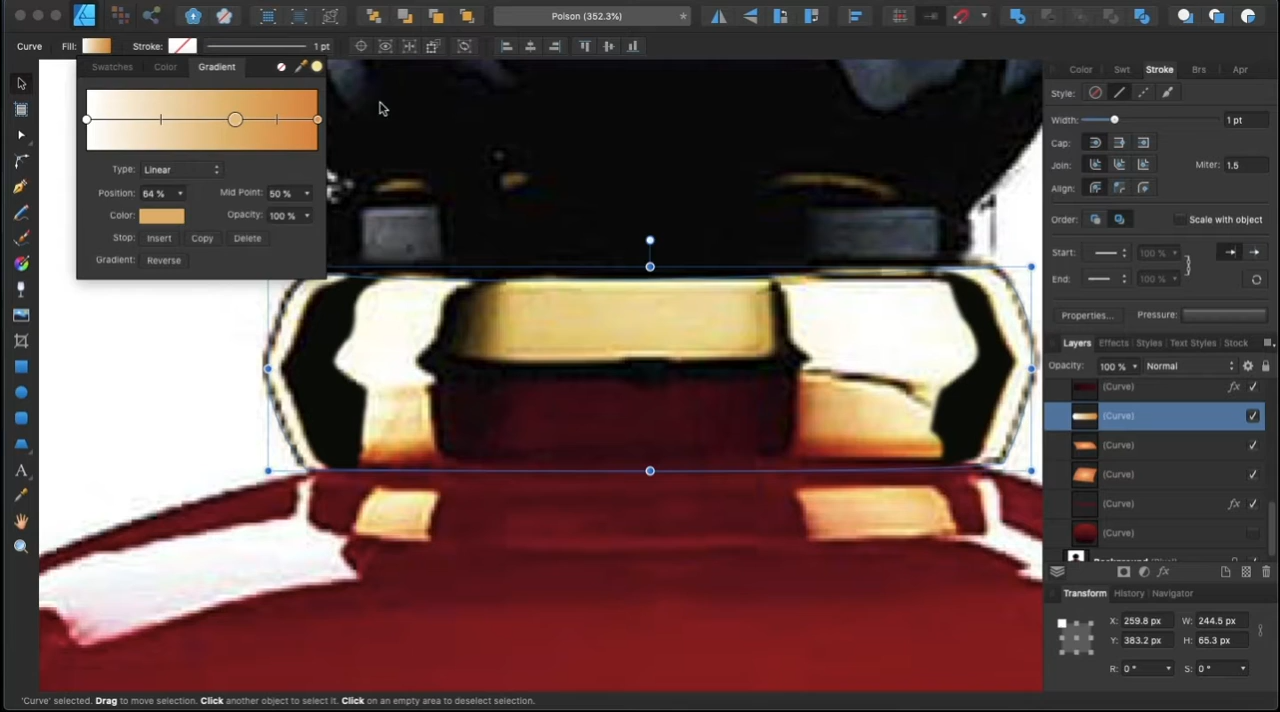 Poison (352.3%)
Curve Fill: Stroke: 1 pt
Swatches Color Gradient
Type: Linear
Position: 64 % Mid Point: 50 %
Color: Opacity: 100 %
Stop: Insert Copy Delete
Gradient: Reverse
Color Swt Stroke Brs Apr
Style:
Width: 1 pt
Cap:
Join: Miter: 1.5
Align:
Order: Scale with object
Start: 100 %
End: 100 %
Properties... Pressure:
Layers Effects Styles Text Styles Stock
Opacity: 100 % Normal
(Curve) fx
(Curve)
(Curve)
(Curve)
(Curve) fx
(Curve)
fx
Transform History Navigator
X: 259.8 px W: 244.5 px
Y: 383.2 px H: 65.3 px
R: 0 ° S: 0 °
'Curve' selected. Drag to move selection. Click another object to select it. Click on an empty area to deselect selection.